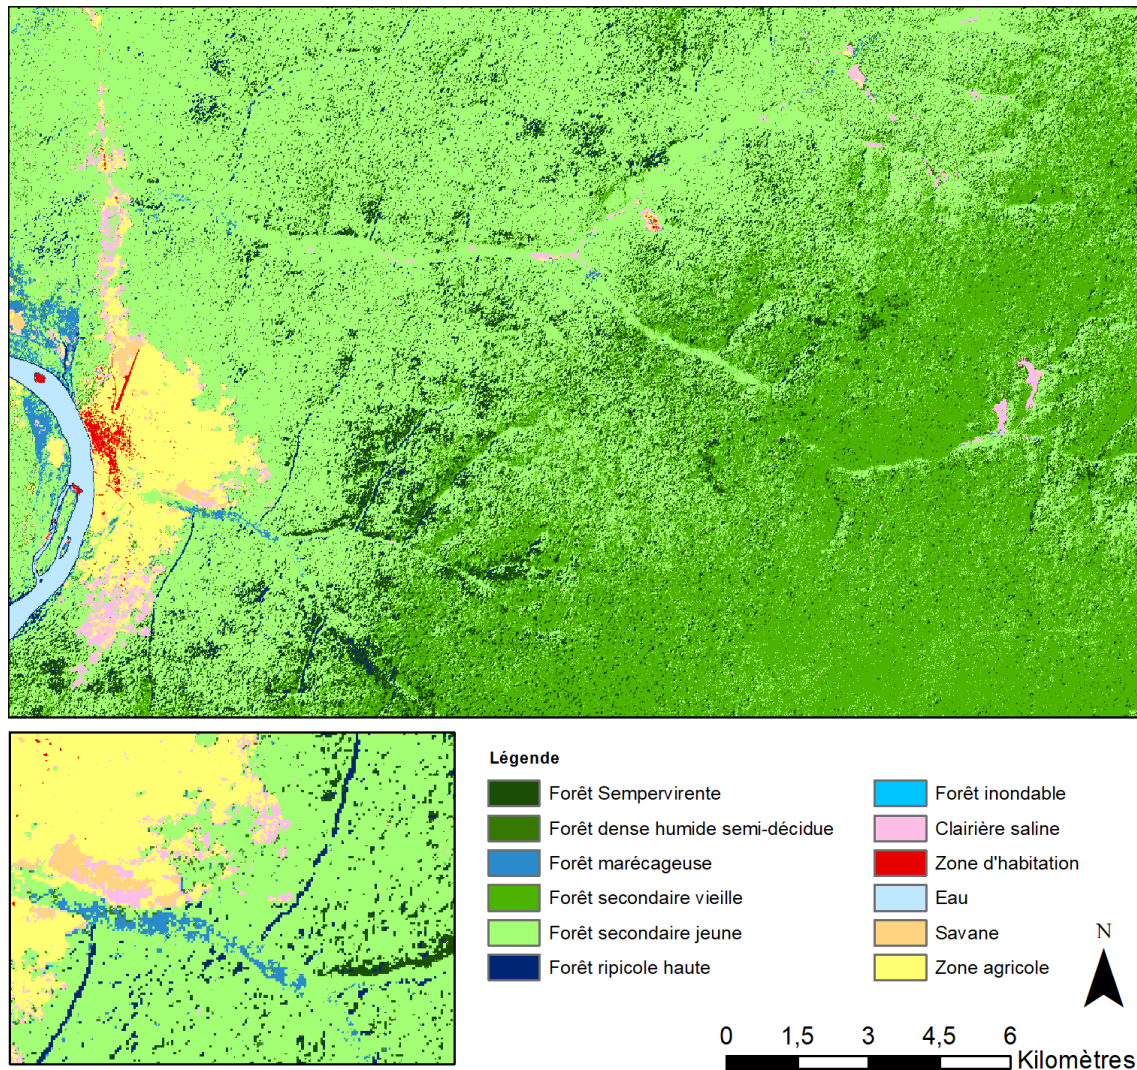 Légende
Forêt Sempervirente
Forêt dense humide semi-décidue
Forêt marécageuse
Forêt secondaire vieille
Forêt secondaire jeune
Forêt ripicole haute
Forêt inondable
Clairière saline
Zone d'habitation
Eau
Savane
Zone agricole
N
0 1,5 3 4,5 6
Kilomètres